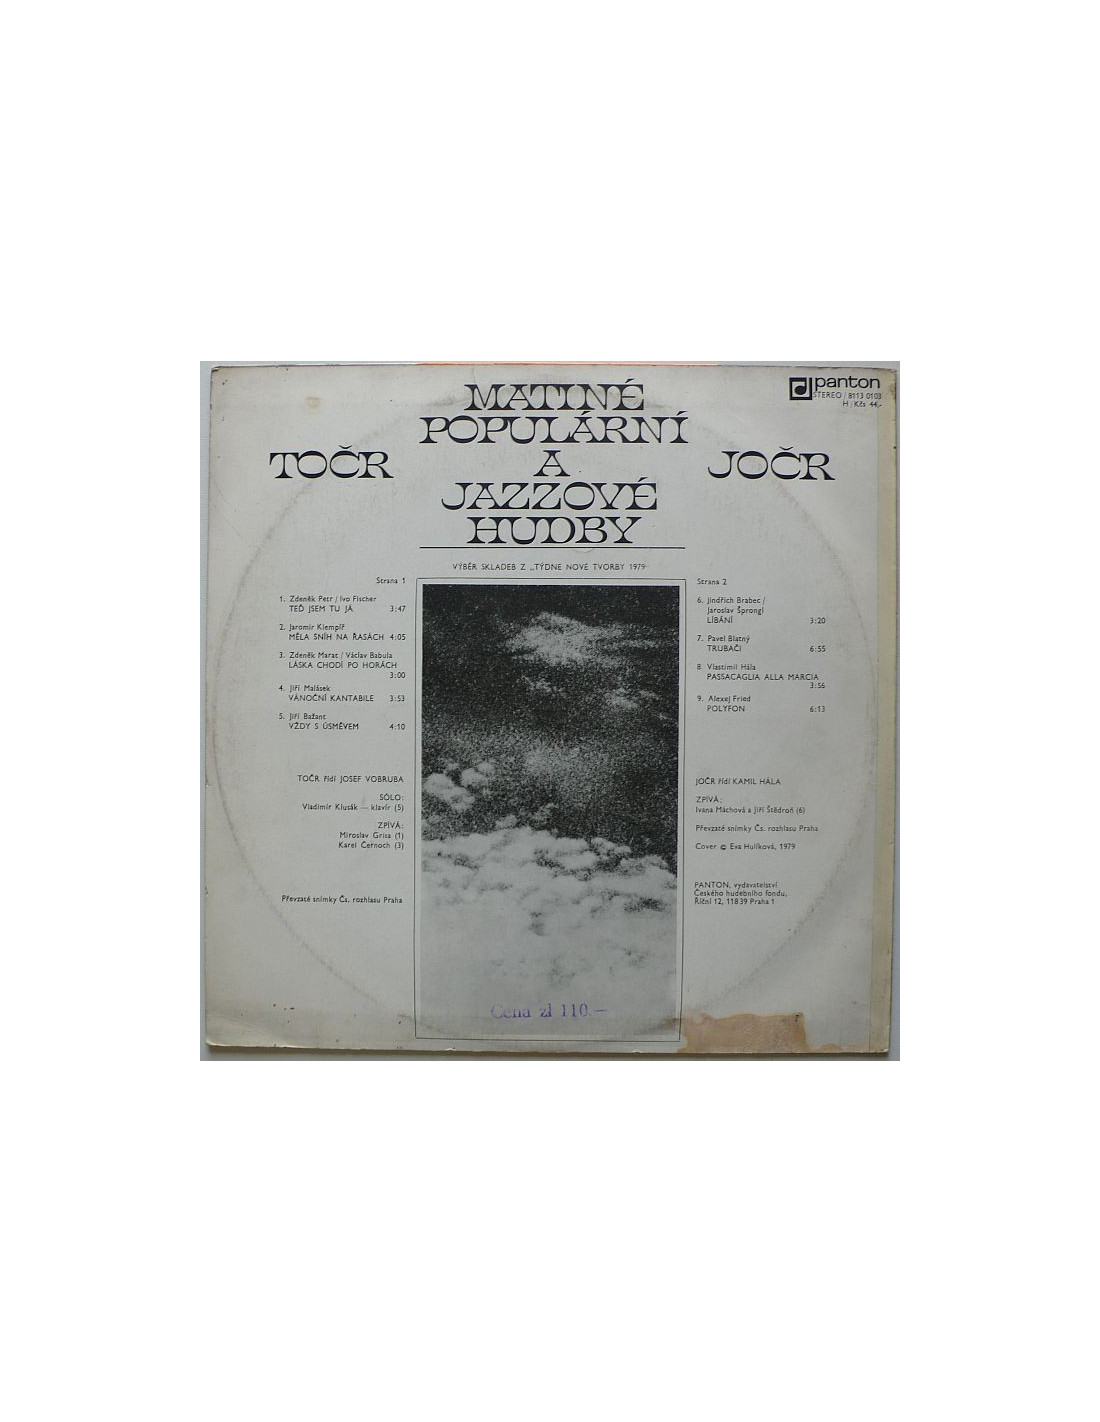 MATINÉ
POPULÁRNÍ
A
JAZZOVÉ
HUDBY
TOČR
JOČR
panton
STEREO / 8113 0103
H / Kčs 44,-
VÝBĚR SKLADEB Z „TÝDNE NOVÉ TVORBY 1979
Strana 1
1. Zdeněk Petr / Ivo Fischer
TEĎ JSEM TU JÁ 3:47
2. Jaromír Klempíř
MĚLA SNÍH NA ŘASÁCH 4:05
3. Zdeněk Marat / Václav Babula
LÁSKA CHODÍ PO HORÁCH
3:00
4. Jiří Malásek
VÁNOČNÍ KANTABILE 3:53
5. Jiří Bažant
VŽDY S ÚSMĚVEM 4:10
TOČR řídí JOSEF VOBRUBA
SÓLO:
Vladimír Klusák — klavír (5)
ZPÍVÁ:
Miroslav Grisa (1)
Karel Černoch (3)
Převzaté snímky Čs. rozhlasu Praha
Strana 2
6. Jindřich Brabec /
Jaroslav Šprongl
LÍBÁNÍ 3:20
7. Pavel Blatný
TRUBAČI 6:55
8. Vlastimil Hála
PASSACAGLIA ALLA MARCIA
3:56
9. Alexej Fried
POLYFON 6:13
JOČR řídí KAMIL HÁLA
ZPÍVÁ:
Ivana Máchová a Jiří Štědroň (6)
Převzaté snímky Čs. rozhlasu Praha
Cover © Eva Hulíková, 1979
PANTON, vydavatelství
Českého hudebního fondu,
Říční 12, 118 39 Praha 1
Cena zł 110.—